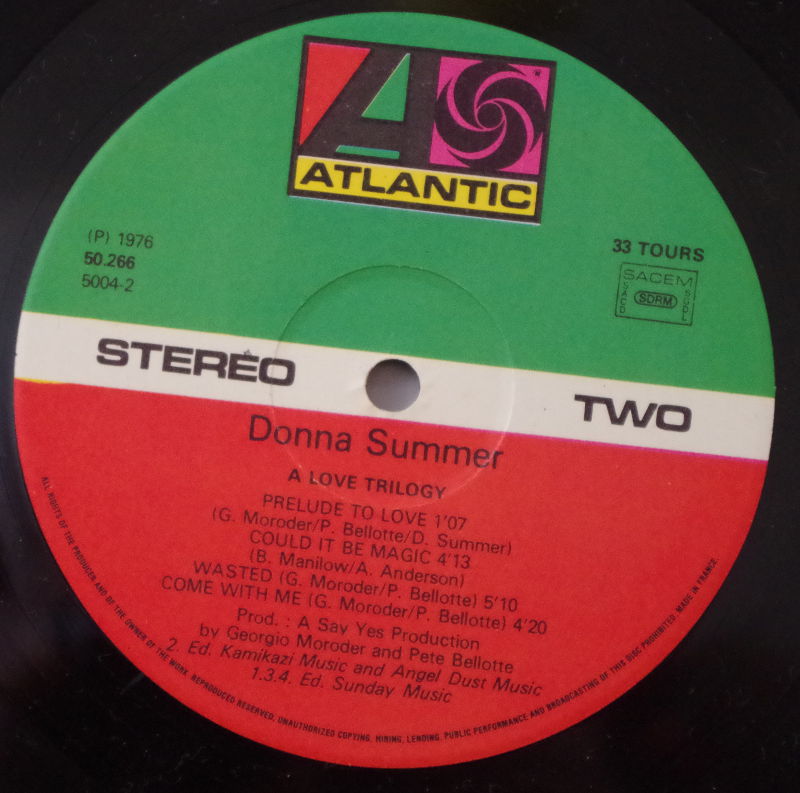 ATLANTIC
(P) 1976
50.266
5004-2
33 TOURS
SACEM
SACD
SDRM
SGDL
STEREO
TWO
Donna Summer
A LOVE TRILOGY
PRELUDE TO LOVE 1'07
(G. Moroder/P. Bellotte/D. Summer)
COULD IT BE MAGIC 4'13
(B. Manilow/A. Anderson)
WASTED (G. Moroder/P. Bellotte) 5'10
COME WITH ME (G. Moroder/P. Bellotte) 4'20
Prod. : A Say Yes Production
by Georgio Moroder and Pete Bellotte
2. Ed. Kamikazi Music and Angel Dust Music
1.3.4. Ed. Sunday Music
ALL RIGHTS OF THE PRODUCER AND OF THE OWNER OF THE WORK REPRODUCED RESERVED. UNAUTHORIZED COPYING, HIRING, LENDING, PUBLIC PERFORMANCE AND BROADCASTING OF THIS DISC PROHIBITED. MADE IN FRANCE.